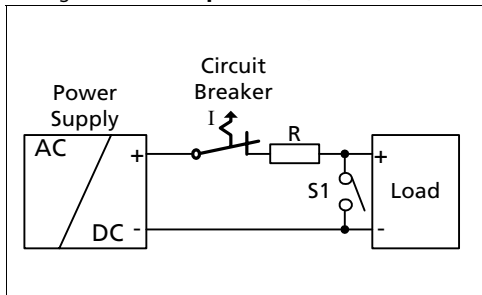 Circuit
Breaker
I
Power
Supply
AC
+
DC -
R
S1
+
Load
-